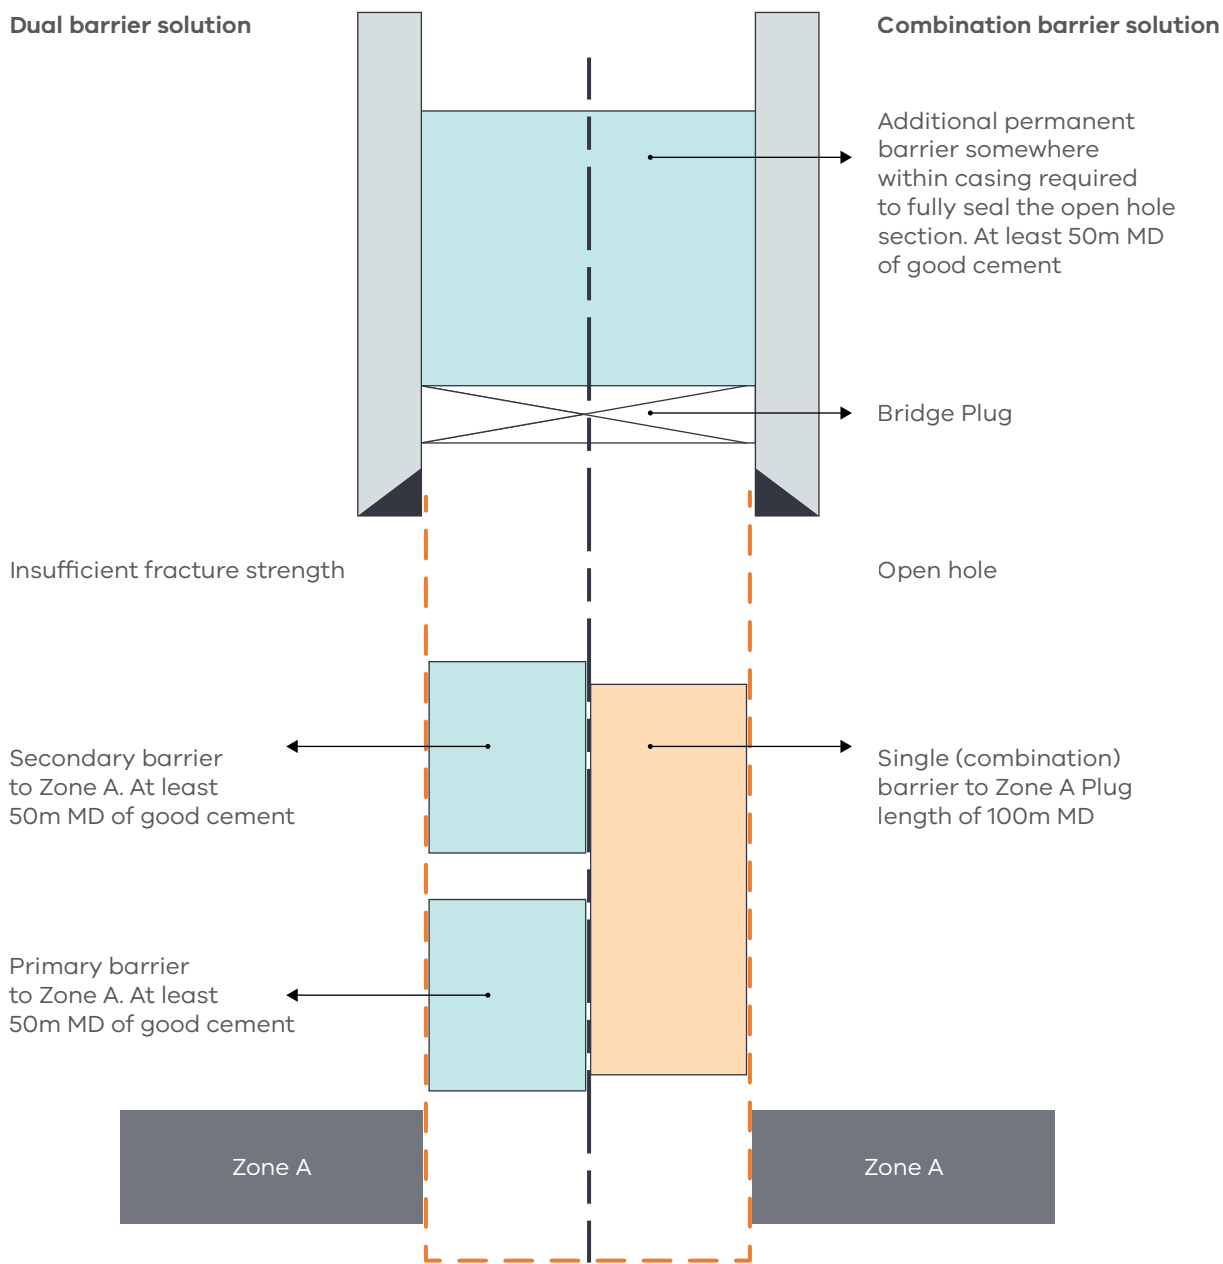 Dual barrier solution
Combination barrier solution
Additional permanent
barrier somewhere
within casing required
to fully seal the open hole
section. At least 50m MD
of good cement
Bridge Plug
Insufficient fracture strength
Open hole
Secondary barrier
to Zone A. At least
50m MD of good cement
Single (combination)
barrier to Zone A Plug
length of 100m MD
Primary barrier
to Zone A. At least
50m MD of good cement
Zone A
Zone A